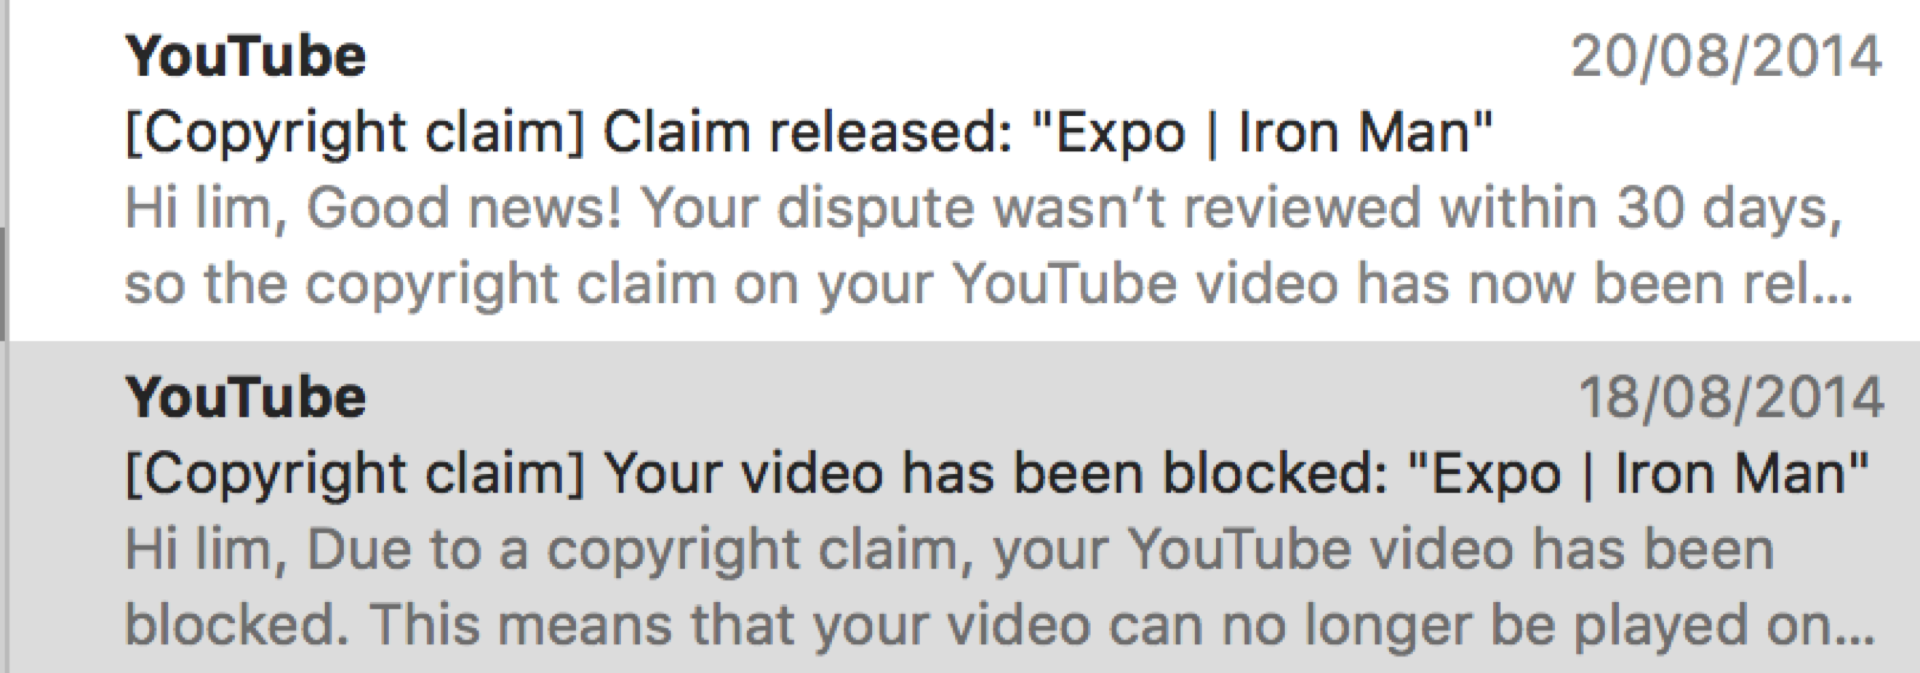 YouTube 20/08/2014
[Copyright claim] Claim released: "Expo | Iron Man"
Hi lim, Good news! Your dispute wasn’t reviewed within 30 days,
so the copyright claim on your YouTube video has now been rel...
YouTube 18/08/2014
[Copyright claim] Your video has been blocked: "Expo | Iron Man"
Hi lim, Due to a copyright claim, your YouTube video has been
blocked. This means that your video can no longer be played on...